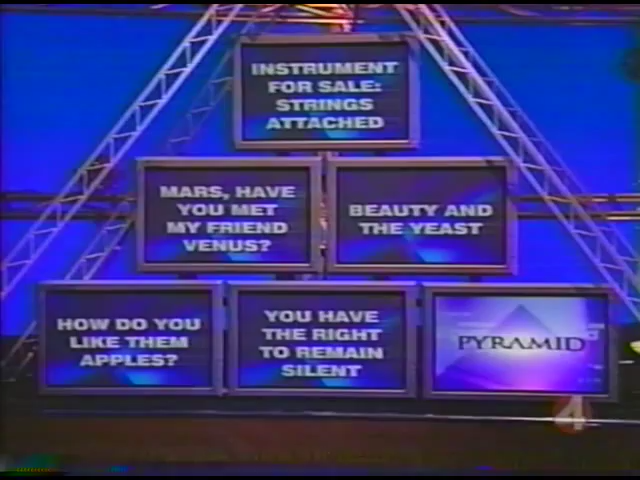 INSTRUMENT
FOR SALE:
STRINGS
ATTACHED
MARS, HAVE
YOU MET
MY FRIEND
VENUS?
BEAUTY AND
THE YEAST
HOW DO YOU
LIKE THEM
APPLES?
YOU HAVE
THE RIGHT
TO REMAIN
SILENT
PYRAMID
4